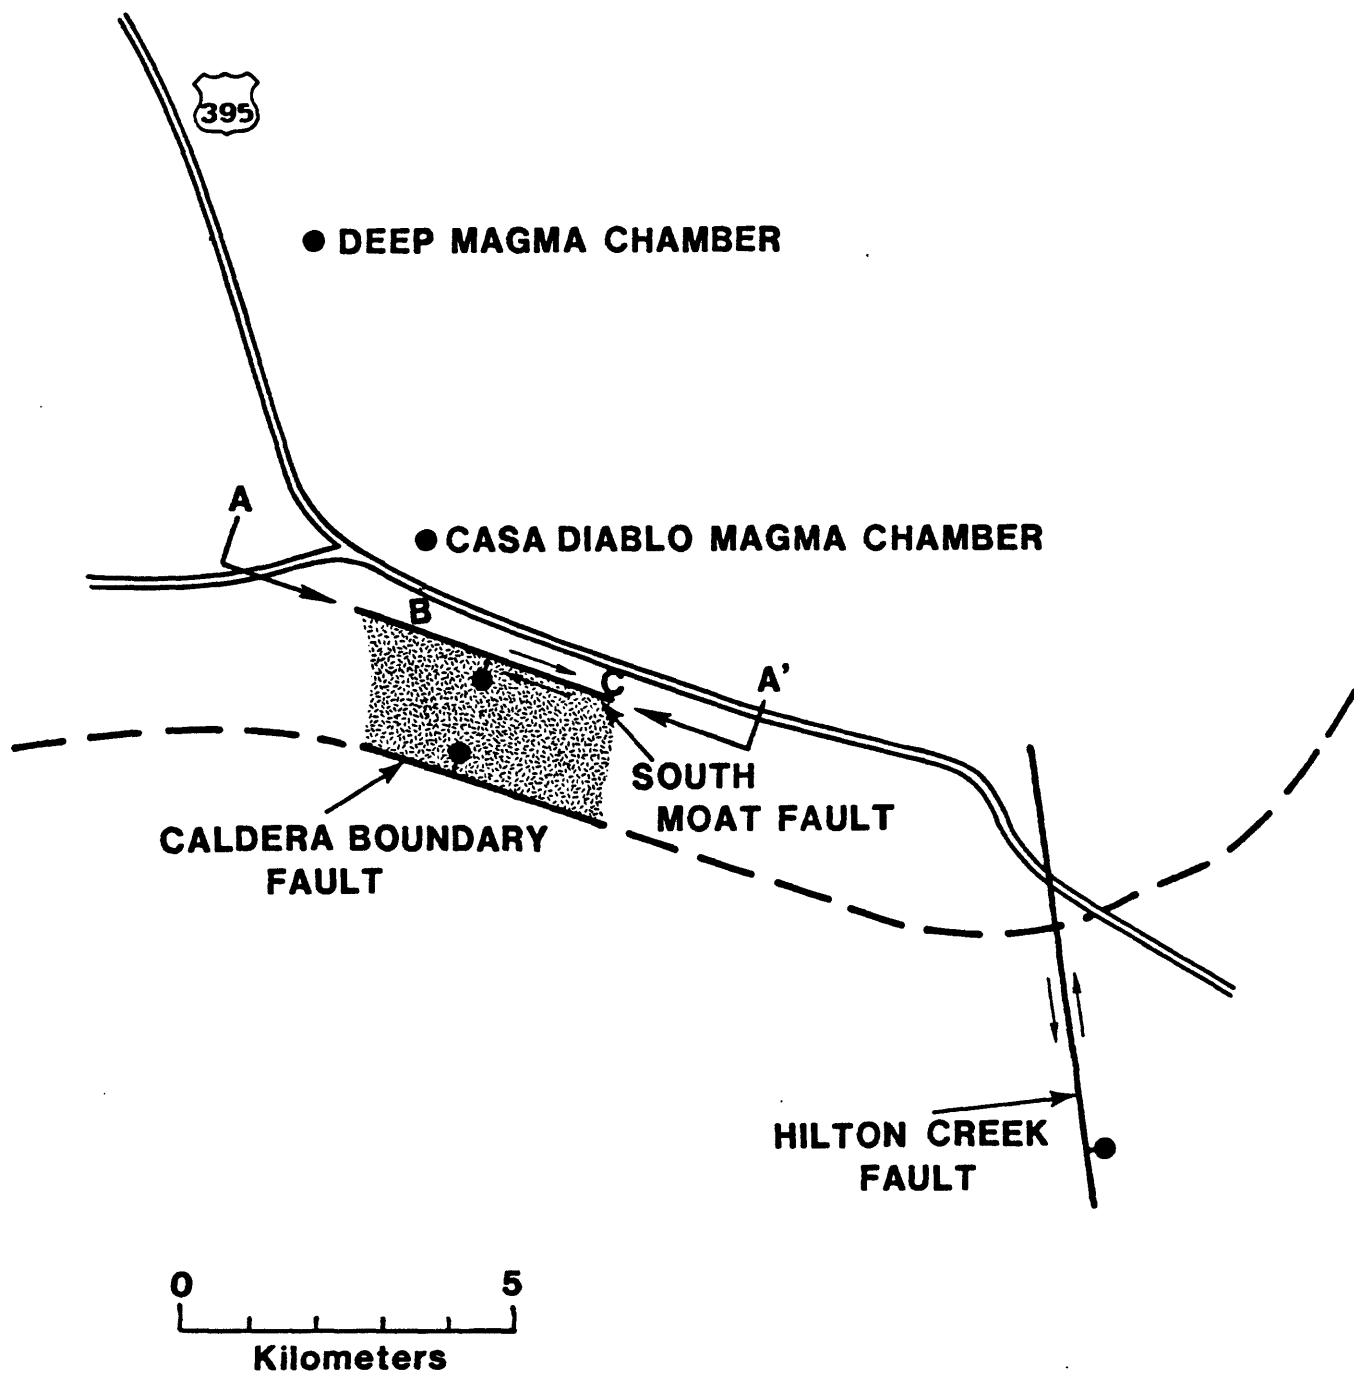 395
DEEP MAGMA CHAMBER
A
CASA DIABLO MAGMA CHAMBER
B
C
A'
SOUTH
MOAT FAULT
CALDERA BOUNDARY
FAULT
HILTON CREEK
FAULT
0 5
Kilometers